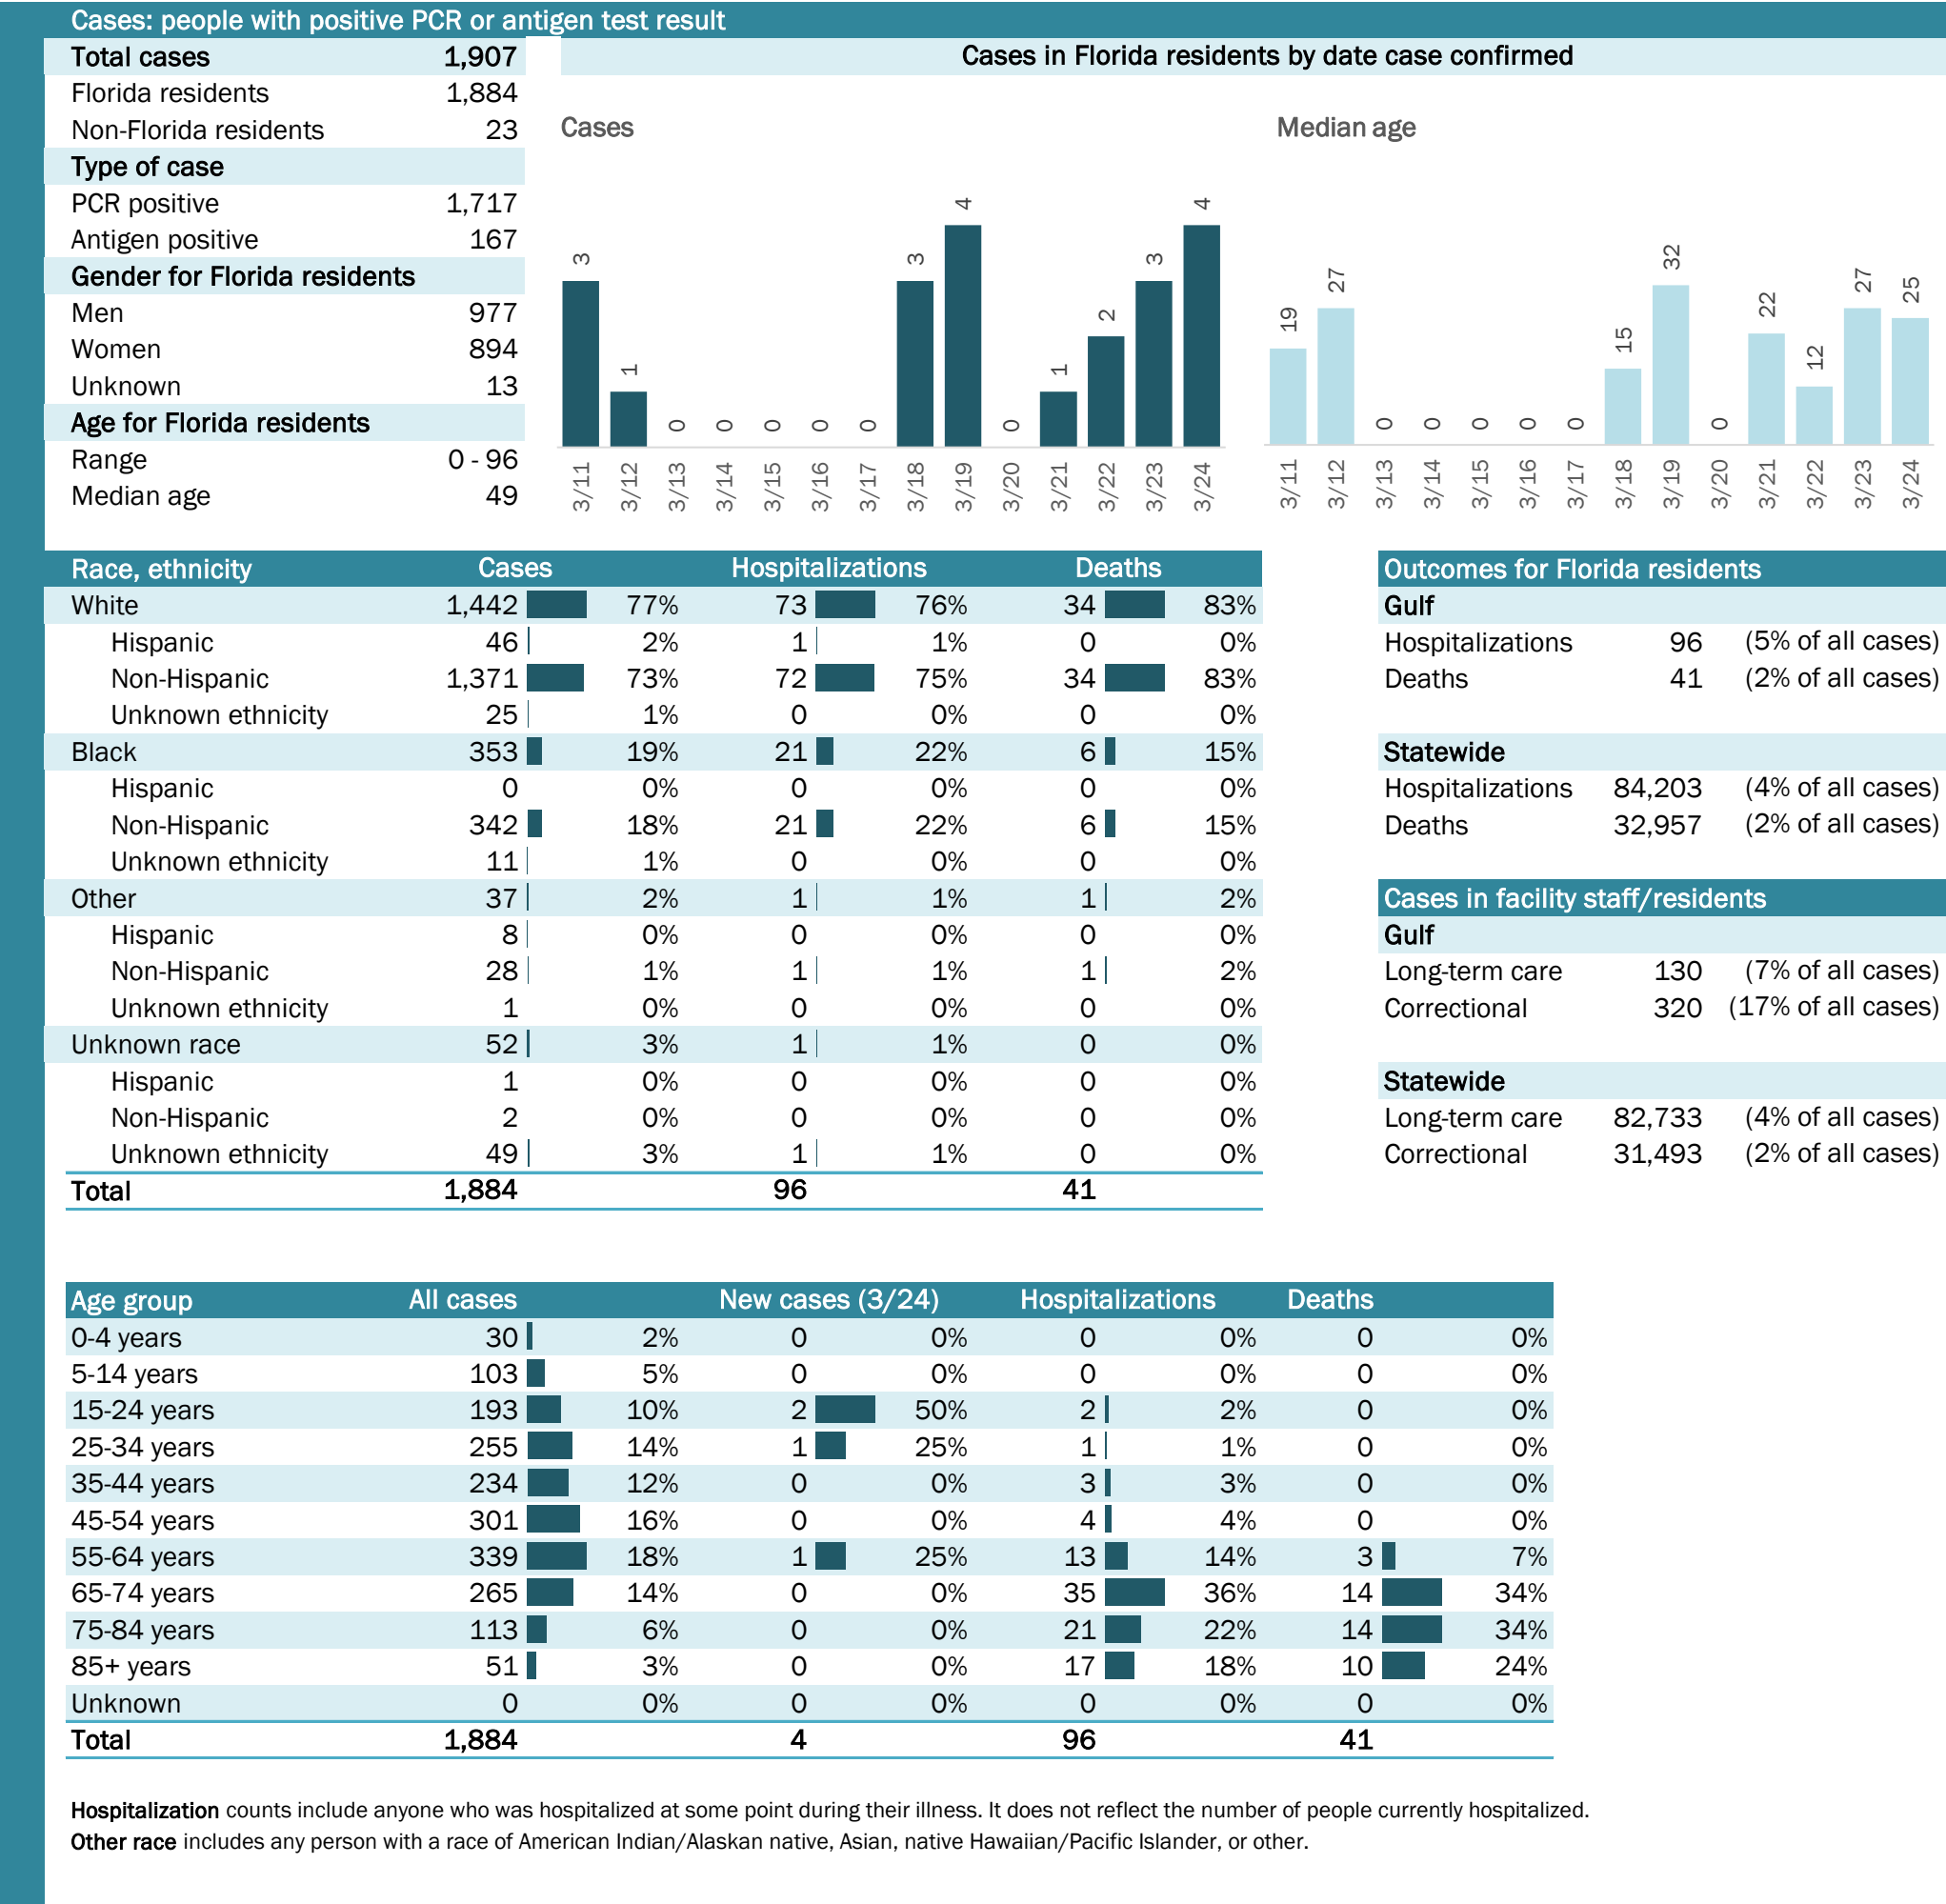 Cases: people with positive PCR or antigen test result
Total cases 1,907
Florida residents 1,884
Non-Florida residents 23
Type of case
PCR positive 1,717
Antigen positive 167
Gender for Florida residents
Men 977
Women 894
Unknown 13
Age for Florida residents
Range 0 - 96
Median age 49
Cases in Florida residents by date case confirmed
Cases
3 1 0 0 0 0 0 3 4 0 1 2 3 4
3/11 3/12 3/13 3/14 3/15 3/16 3/17 3/18 3/19 3/20 3/21 3/22 3/23 3/24
Median age
19 27 0 0 0 0 0 15 32 0 22 12 27 25
3/11 3/12 3/13 3/14 3/15 3/16 3/17 3/18 3/19 3/20 3/21 3/22 3/23 3/24
Race, ethnicity Cases Hospitalizations Deaths
White 1,442 77% 73 76% 34 83%
Hispanic 46 2% 1 1% 0 0%
Non-Hispanic 1,371 73% 72 75% 34 83%
Unknown ethnicity 25 1% 0 0% 0 0%
Black 353 19% 21 22% 6 15%
Hispanic 0 0% 0 0% 0 0%
Non-Hispanic 342 18% 21 22% 6 15%
Unknown ethnicity 11 1% 0 0% 0 0%
Other 37 2% 1 1% 1 2%
Hispanic 8 0% 0 0% 0 0%
Non-Hispanic 28 1% 1 1% 1 2%
Unknown ethnicity 1 0% 0 0% 0 0%
Unknown race 52 3% 1 1% 0 0%
Hispanic 1 0% 0 0% 0 0%
Non-Hispanic 2 0% 0 0% 0 0%
Unknown ethnicity 49 3% 1 1% 0 0%
Total 1,884 96 41
Outcomes for Florida residents
Gulf
Hospitalizations 96 (5% of all cases)
Deaths 41 (2% of all cases)
Statewide
Hospitalizations 84,203 (4% of all cases)
Deaths 32,957 (2% of all cases)
Cases in facility staff/residents
Gulf
Long-term care 130 (7% of all cases)
Correctional 320 (17% of all cases)
Statewide
Long-term care 82,733 (4% of all cases)
Correctional 31,493 (2% of all cases)
Age group All cases New cases (3/24) Hospitalizations Deaths
0-4 years 30 2% 0 0% 0 0% 0 0%
5-14 years 103 5% 0 0% 0 0% 0 0%
15-24 years 193 10% 2 50% 2 2% 0 0%
25-34 years 255 14% 1 25% 1 1% 0 0%
35-44 years 234 12% 0 0% 3 3% 0 0%
45-54 years 301 16% 0 0% 4 4% 0 0%
55-64 years 339 18% 1 25% 13 14% 3 7%
65-74 years 265 14% 0 0% 35 36% 14 34%
75-84 years 113 6% 0 0% 21 22% 14 34%
85+ years 51 3% 0 0% 17 18% 10 24%
Unknown 0 0% 0 0% 0 0% 0 0%
Total 1,884 4 96 41
Hospitalization counts include anyone who was hospitalized at some point during their illness. It does not reflect the number of people currently hospitalized.
Other race includes any person with a race of American Indian/Alaskan native, Asian, native Hawaiian/Pacific Islander, or other.